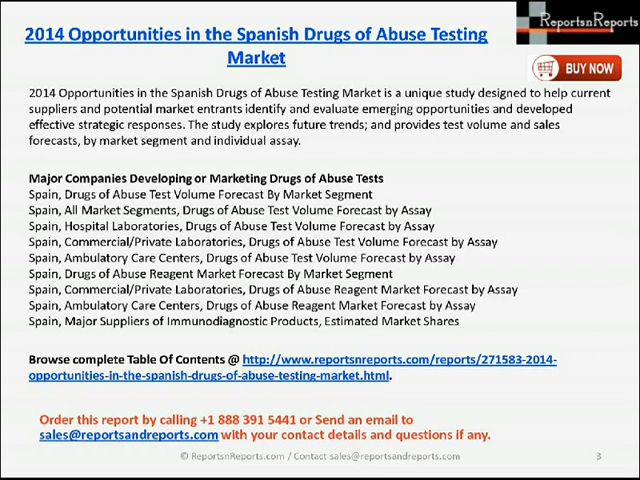 2014 Opportunities in the Spanish Drugs of Abuse Testing
Market
ReportsnReports
BUY NOW
2014 Opportunities in the Spanish Drugs of Abuse Testing Market is a unique study designed to help current
suppliers and potential market entrants identify and evaluate emerging opportunities and developed
effective strategic responses. The study explores future trends; and provides test volume and sales
forecasts, by market segment and individual assay.
Major Companies Developing or Marketing Drugs of Abuse Tests
Spain, Drugs of Abuse Test Volume Forecast By Market Segment
Spain, All Market Segments, Drugs of Abuse Test Volume Forecast by Assay
Spain, Hospital Laboratories, Drugs of Abuse Test Volume Forecast by Assay
Spain, Commercial/Private Laboratories, Drugs of Abuse Test Volume Forecast by Assay
Spain, Ambulatory Care Centers, Drugs of Abuse Test Volume Forecast by Assay
Spain, Drugs of Abuse Reagent Market Forecast By Market Segment
Spain, Commercial/Private Laboratories, Drugs of Abuse Reagent Market Forecast by Assay
Spain, Ambulatory Care Centers, Drugs of Abuse Reagent Market Forecast by Assay
Spain, Major Suppliers of Immunodiagnostic Products, Estimated Market Shares
Browse complete Table Of Contents @ http://www.reportsnreports.com/reports/271583-2014-
opportunities-in-the-spanish-drugs-of-abuse-testing-market.html.
Order this report by calling +1 888 391 5441 or Send an email to
sales@reportsandreports.com with your contact details and questions if any.
© ReportsnReports.com / Contact sales@reportsandreports.com
3